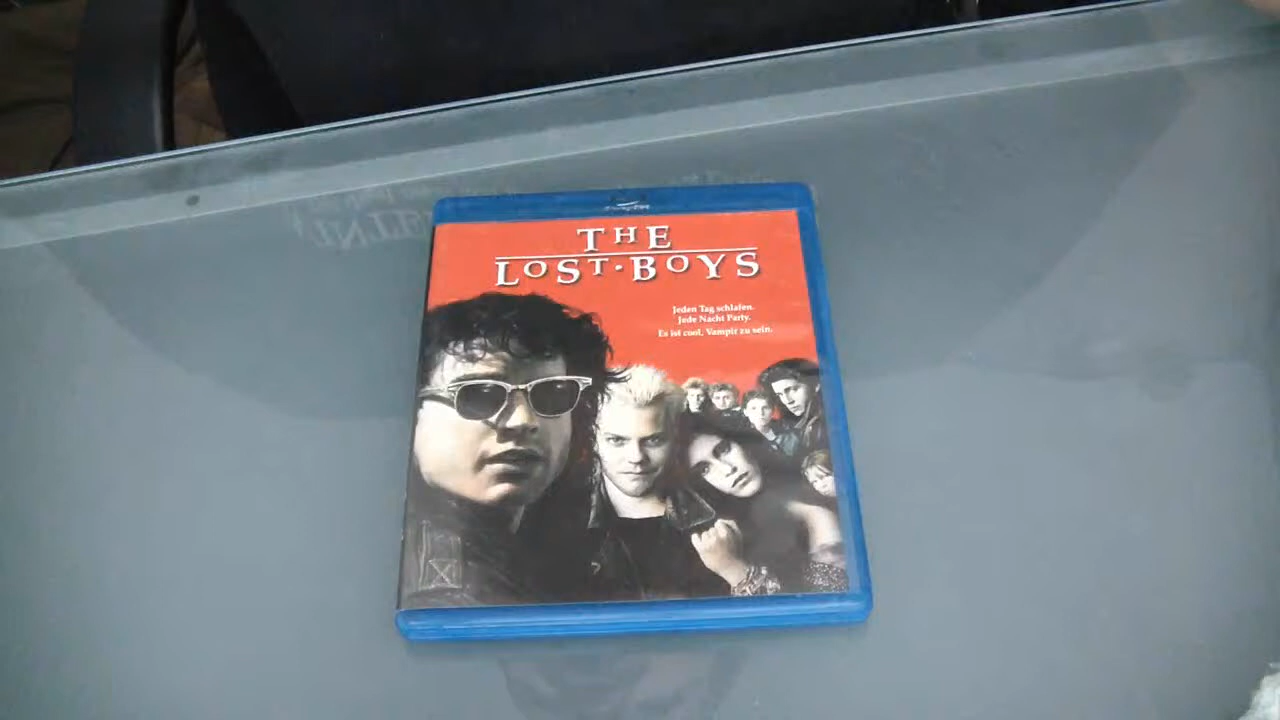 THE
LOST·BOYS
Jeden Tag schlafen.
Jede Nacht Party.
Es ist cool, Vampir zu sein.